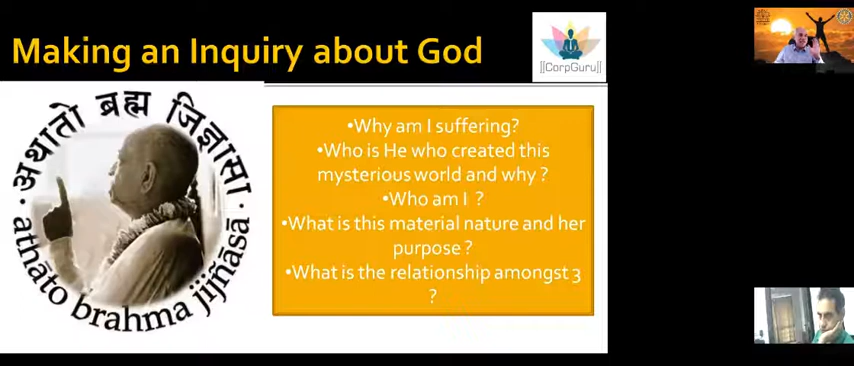 Making an Inquiry about God
||CorpGuru||
अथातो ब्रह्म जिज्ञासा
athāto brahma jijñāsā
•Why am I suffering?
•Who is He who created this
mysterious world and why ?
•Who am I ?
•What is this material nature and her
purpose ?
•What is the relationship amongst 3
?